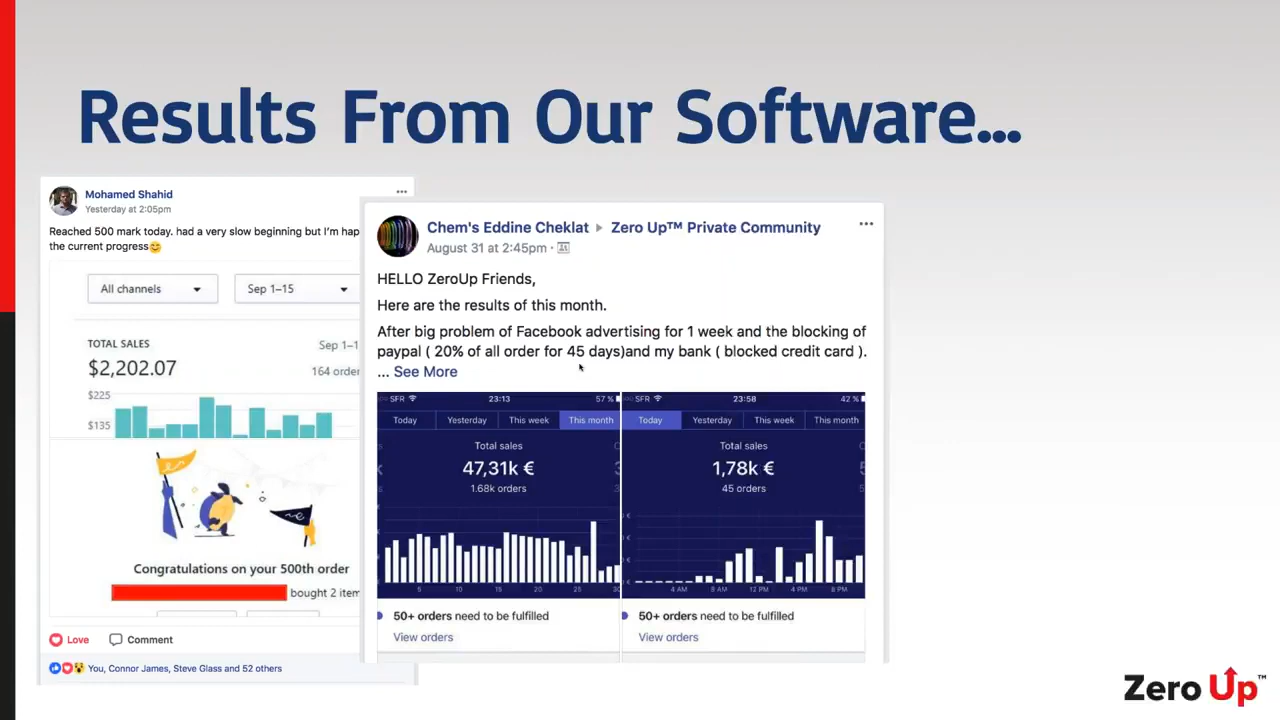 Results From Our Software...
Mohamed Shahid
Yesterday at 2:05pm
Reached 500 mark today. had a very slow beginning but I'm hap
the current progress😊
All channels
Sep 1–15
TOTAL SALES
Sep 1–1
$2,202.07
164 order
$225
$135
Congratulations on your 500th order
bought 2 item
Love
Comment
You, Connor James, Steve Glass and 52 others
Chem's Eddine Cheklat ▸ Zero Up™ Private Community
August 31 at 2:45pm ·
HELLO ZeroUp Friends,
Here are the results of this month.
After big problem of Facebook advertising for 1 week and the blocking of
paypal ( 20% of all order for 45 days)and my bank ( blocked credit card ).
... See More
SFR 23:13 57 %
Today Yesterday This week This month
Total sales
47,31k €
1.68k orders
5 10 15 20 25 30
50+ orders need to be fulfilled
View orders
SFR 23:58 42 %
Today Yesterday This week This month
Total sales
1,78k €
45 orders
4 AM 12 PM 4 PM 8 PM
50+ orders need to be fulfilled
View orders
Zero Up™